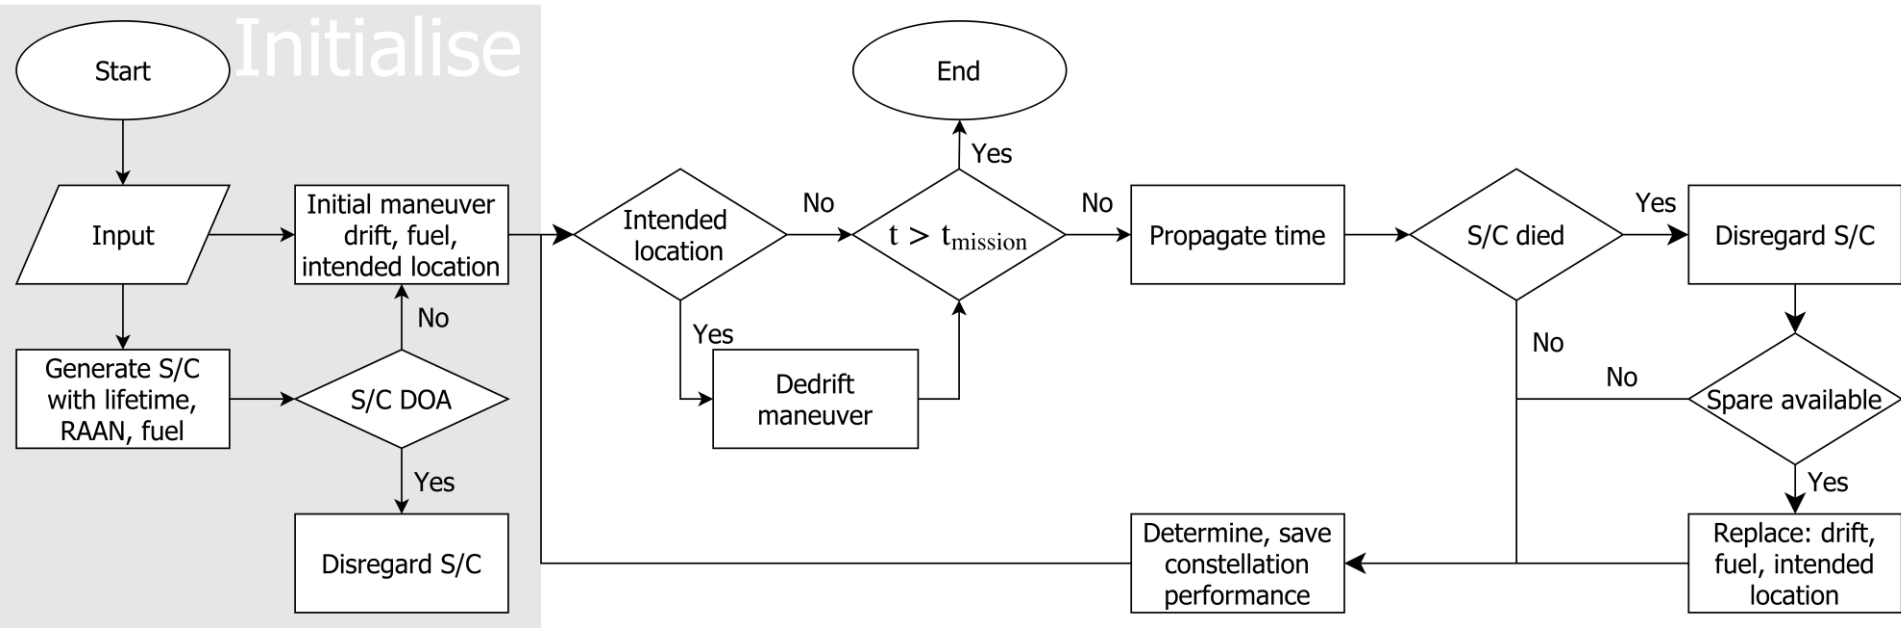 Initialise
Start
End
Yes
Input
Initial maneuver
drift, fuel,
intended location
Intended
location
No
t > tmission
No
Propagate time
S/C died
Yes
Disregard S/C
No
Yes
No
Generate S/C
with lifetime,
RAAN, fuel
S/C DOA
Dedrift
maneuver
No
Spare available
Yes
Yes
Disregard S/C
Determine, save
constellation
performance
Replace: drift,
fuel, intended
location